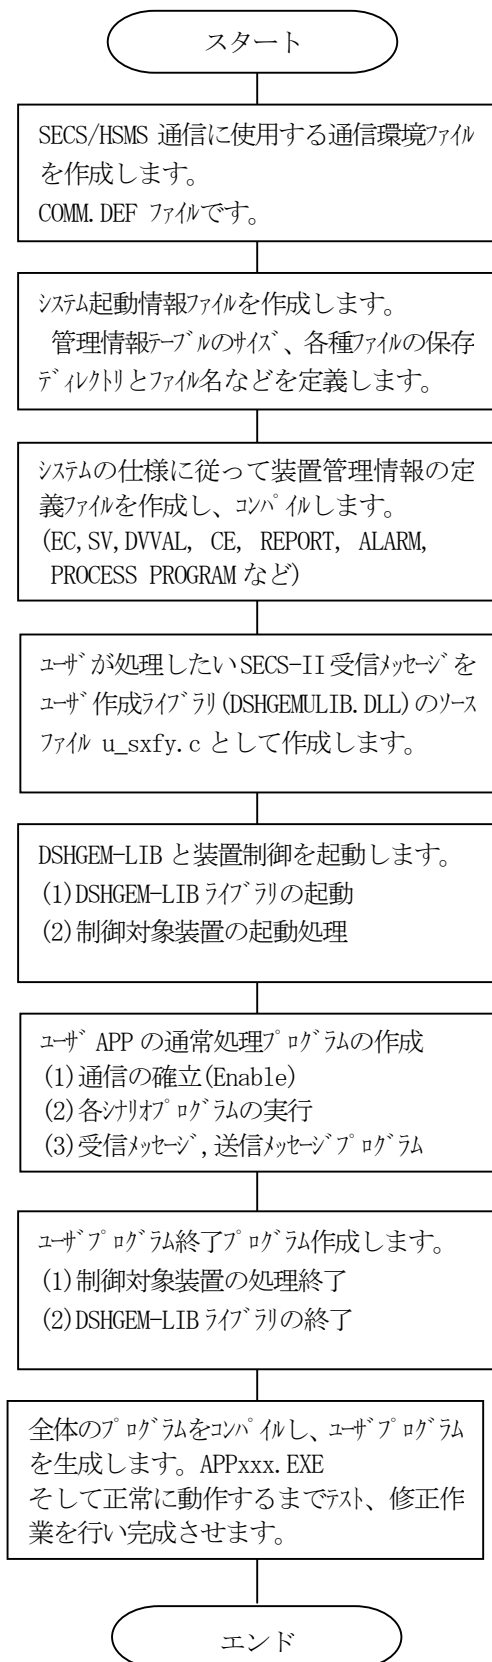 スタート
SECS/HSMS 通信に使用する通信環境ﾌｧｲﾙ
を作成します。
COMM.DEF ﾌｧｲﾙです。
ｼｽﾃﾑ起動情報ﾌｧｲﾙを作成します。
管理情報ﾃｰﾌﾞﾙのｻｲｽﾞ、各種ﾌｧｲﾙの保存
ﾃﾞｨﾚｸﾄﾘとﾌｧｲﾙ名などを定義します。
ｼｽﾃﾑの仕様に従って装置管理情報の定
義ﾌｧｲﾙを作成し、ｺﾝﾊﾟｲﾙします。
(EC,SV,DVVAL, CE, REPORT, ALARM,
PROCESS PROGRAM など)
ﾕｰｻﾞが処理したい SECS-II 受信ﾒｯｾｰｼﾞを
ﾕｰｻﾞ作成ﾗｲﾌﾞﾗﾘ(DSHGEMULIB.DLL)のｿｰｽ
ﾌｧｲﾙ u_sxfy.c として作成します。
DSHGEM-LIB と装置制御を起動します。
(1)DSHGEM-LIB ﾗｲﾌﾞﾗﾘの起動
(2)制御対象装置の起動処理
ﾕｰｻﾞ APP の通常処理ﾌﾟﾛｸﾞﾗﾑの作成
(1)通信の確立(Enable)
(2)各ｼﾅﾘｵﾌﾟﾛｸﾞﾗﾑの実行
(3)受信ﾒｯｾｰｼﾞ,送信ﾒｯｾｰｼﾞﾌﾟﾛｸﾞﾗﾑ
ﾕｰｻﾞﾌﾟﾛｸﾞﾗﾑ終了ﾌﾟﾛｸﾞﾗﾑ作成します。
(1)制御対象装置の処理終了
(2)DSHGEM-LIB ﾗｲﾌﾞﾗﾘの終了
全体のﾌﾟﾛｸﾞﾗﾑをｺﾝﾊﾟｲﾙし、ﾕｰｻﾞﾌﾟﾛｸﾞﾗﾑ
を生成します。APPxxx.EXE
そして正常に動作するまでﾃｽﾄ、修正作
業を行い完成させます。
エンド